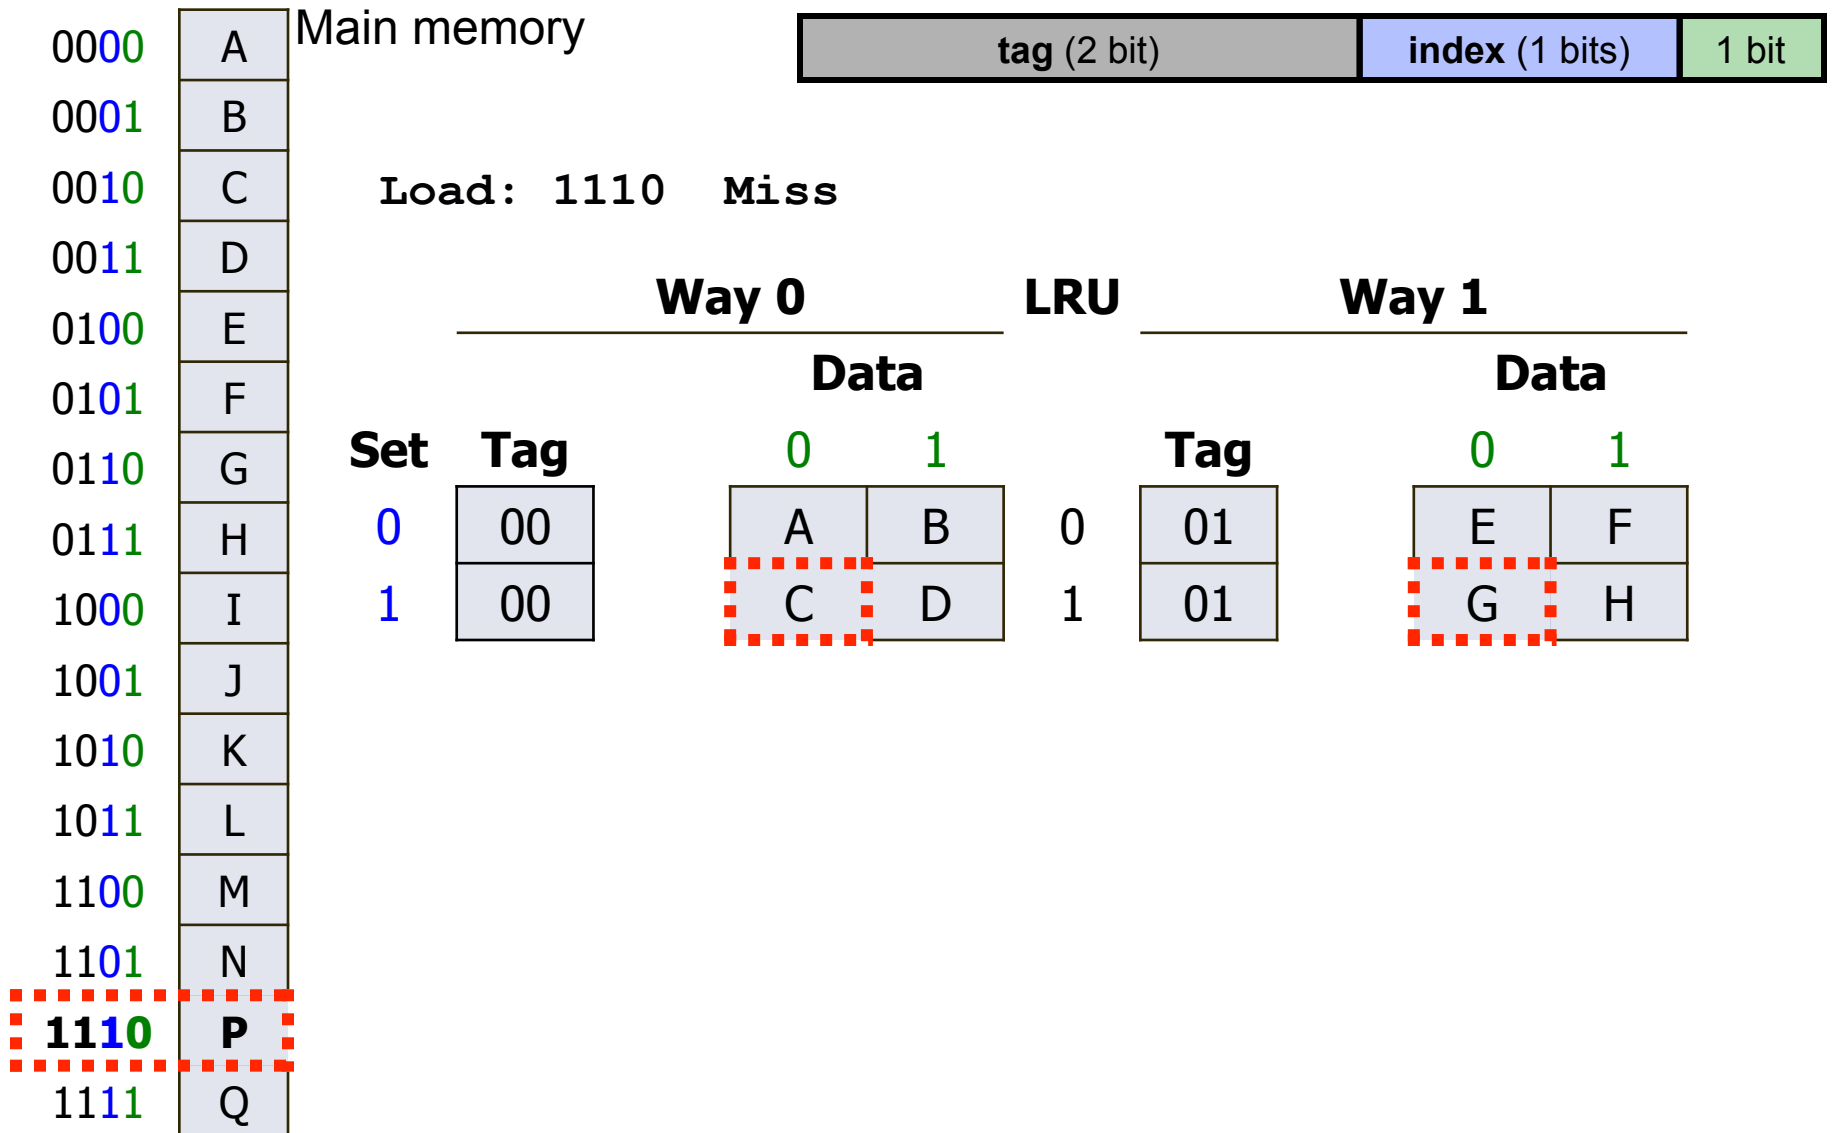 Main memory
tag (2 bit) index (1 bits) 1 bit
0000 A
0001 B
0010 C
0011 D
0100 E
0101 F
0110 G
0111 H
1000 I
1001 J
1010 K
1011 L
1100 M
1101 N
1110 P
1111 Q
Load: 1110 Miss
Way 0 LRU Way 1
Data Data
Set Tag 0 1 Tag 0 1
0 00 A B 0 01 E F
1 00 C D 1 01 G H